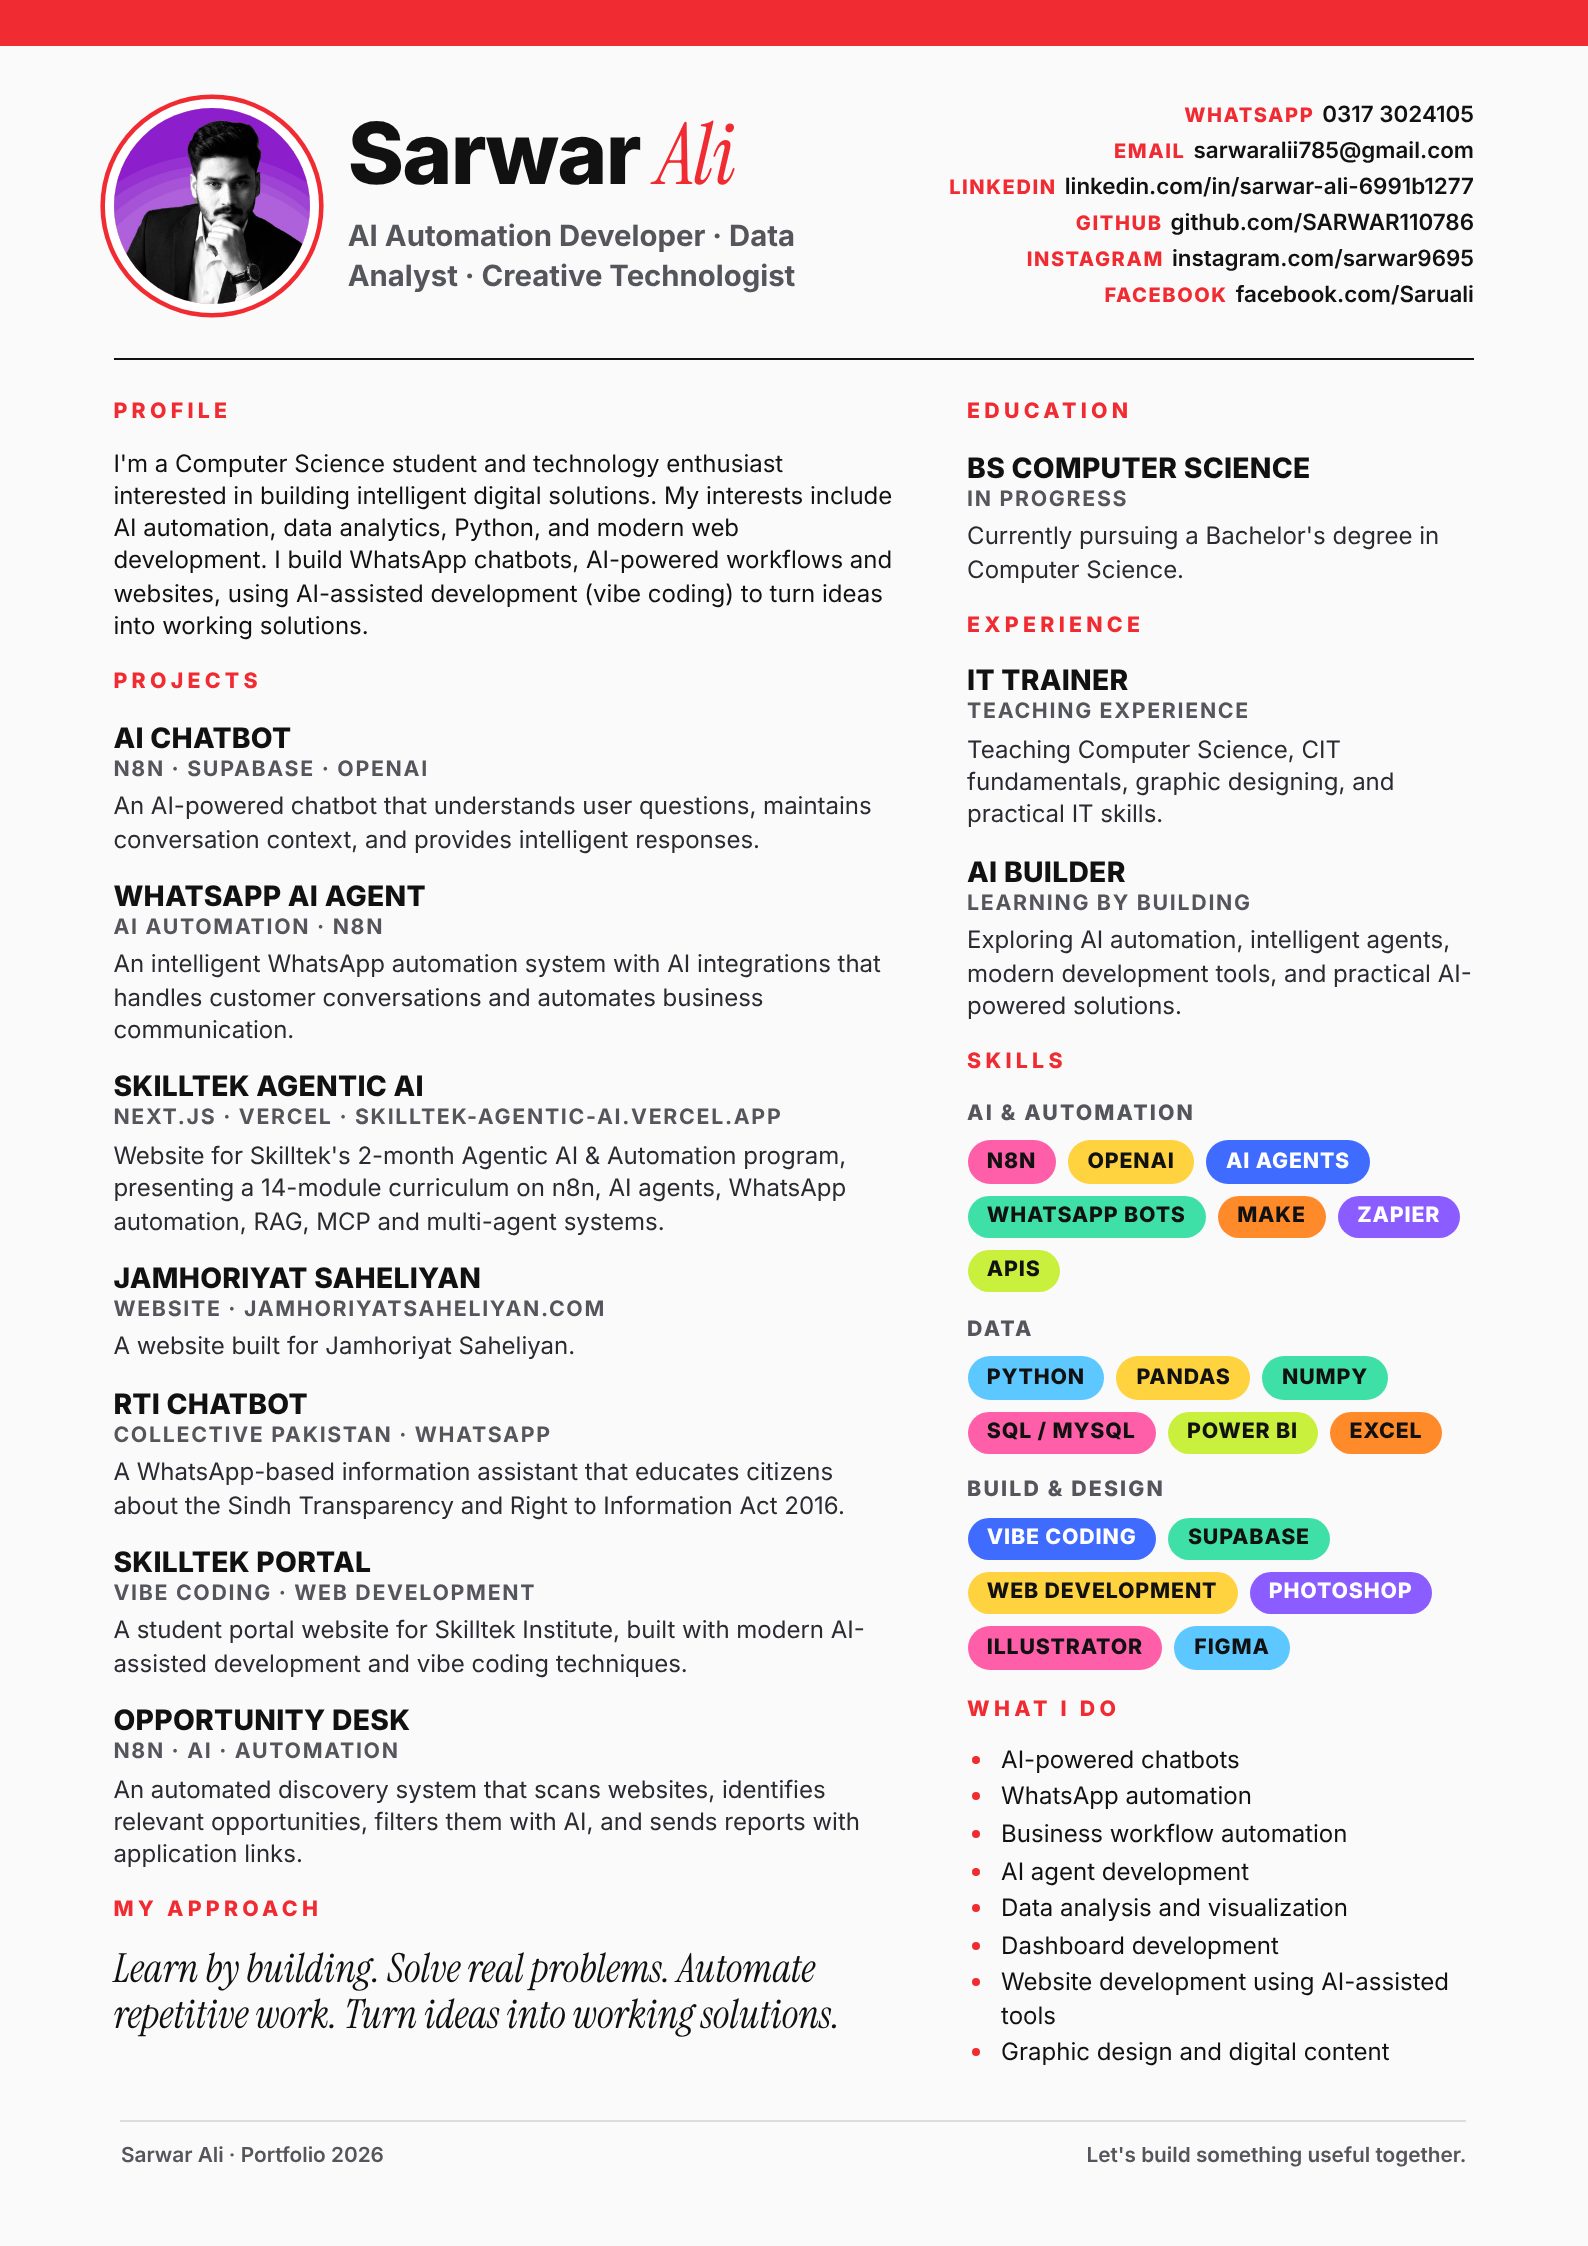 Sarwar Ali
AI Automation Developer · Data
Analyst · Creative Technologist
WHATSAPP 0317 3024105
EMAIL sarwaralii785@gmail.com
LINKEDIN linkedin.com/in/sarwar-ali-6991b1277
GITHUB github.com/SARWAR110786
INSTAGRAM instagram.com/sarwar9695
FACEBOOK facebook.com/Saruali
PROFILE
I'm a Computer Science student and technology enthusiast
interested in building intelligent digital solutions. My interests include
AI automation, data analytics, Python, and modern web
development. I build WhatsApp chatbots, AI-powered workflows and
websites, using AI-assisted development (vibe coding) to turn ideas
into working solutions.
PROJECTS
AI CHATBOT
N8N · SUPABASE · OPENAI
An AI-powered chatbot that understands user questions, maintains
conversation context, and provides intelligent responses.
WHATSAPP AI AGENT
AI AUTOMATION · N8N
An intelligent WhatsApp automation system with AI integrations that
handles customer conversations and automates business
communication.
SKILLTEK AGENTIC AI
NEXT.JS · VERCEL · SKILLTEK-AGENTIC-AI.VERCEL.APP
Website for Skilltek's 2-month Agentic AI & Automation program,
presenting a 14-module curriculum on n8n, AI agents, WhatsApp
automation, RAG, MCP and multi-agent systems.
JAMHORIYAT SAHELIYAN
WEBSITE · JAMHORIYATSAHELIYAN.COM
A website built for Jamhoriyat Saheliyan.
RTI CHATBOT
COLLECTIVE PAKISTAN · WHATSAPP
A WhatsApp-based information assistant that educates citizens
about the Sindh Transparency and Right to Information Act 2016.
SKILLTEK PORTAL
VIBE CODING · WEB DEVELOPMENT
A student portal website for Skilltek Institute, built with modern AI-
assisted development and vibe coding techniques.
OPPORTUNITY DESK
N8N · AI · AUTOMATION
An automated discovery system that scans websites, identifies
relevant opportunities, filters them with AI, and sends reports with
application links.
MY APPROACH
Learn by building. Solve real problems. Automate
repetitive work. Turn ideas into working solutions.
EDUCATION
BS COMPUTER SCIENCE
IN PROGRESS
Currently pursuing a Bachelor's degree in
Computer Science.
EXPERIENCE
IT TRAINER
TEACHING EXPERIENCE
Teaching Computer Science, CIT
fundamentals, graphic designing, and
practical IT skills.
AI BUILDER
LEARNING BY BUILDING
Exploring AI automation, intelligent agents,
modern development tools, and practical AI-
powered solutions.
SKILLS
AI & AUTOMATION
N8N OPENAI AI AGENTS
WHATSAPP BOTS MAKE ZAPIER
APIS
DATA
PYTHON PANDAS NUMPY
SQL / MYSQL POWER BI EXCEL
BUILD & DESIGN
VIBE CODING SUPABASE
WEB DEVELOPMENT PHOTOSHOP
ILLUSTRATOR FIGMA
WHAT I DO
• AI-powered chatbots
• WhatsApp automation
• Business workflow automation
• AI agent development
• Data analysis and visualization
• Dashboard development
• Website development using AI-assisted
tools
• Graphic design and digital content
Sarwar Ali · Portfolio 2026
Let's build something useful together.